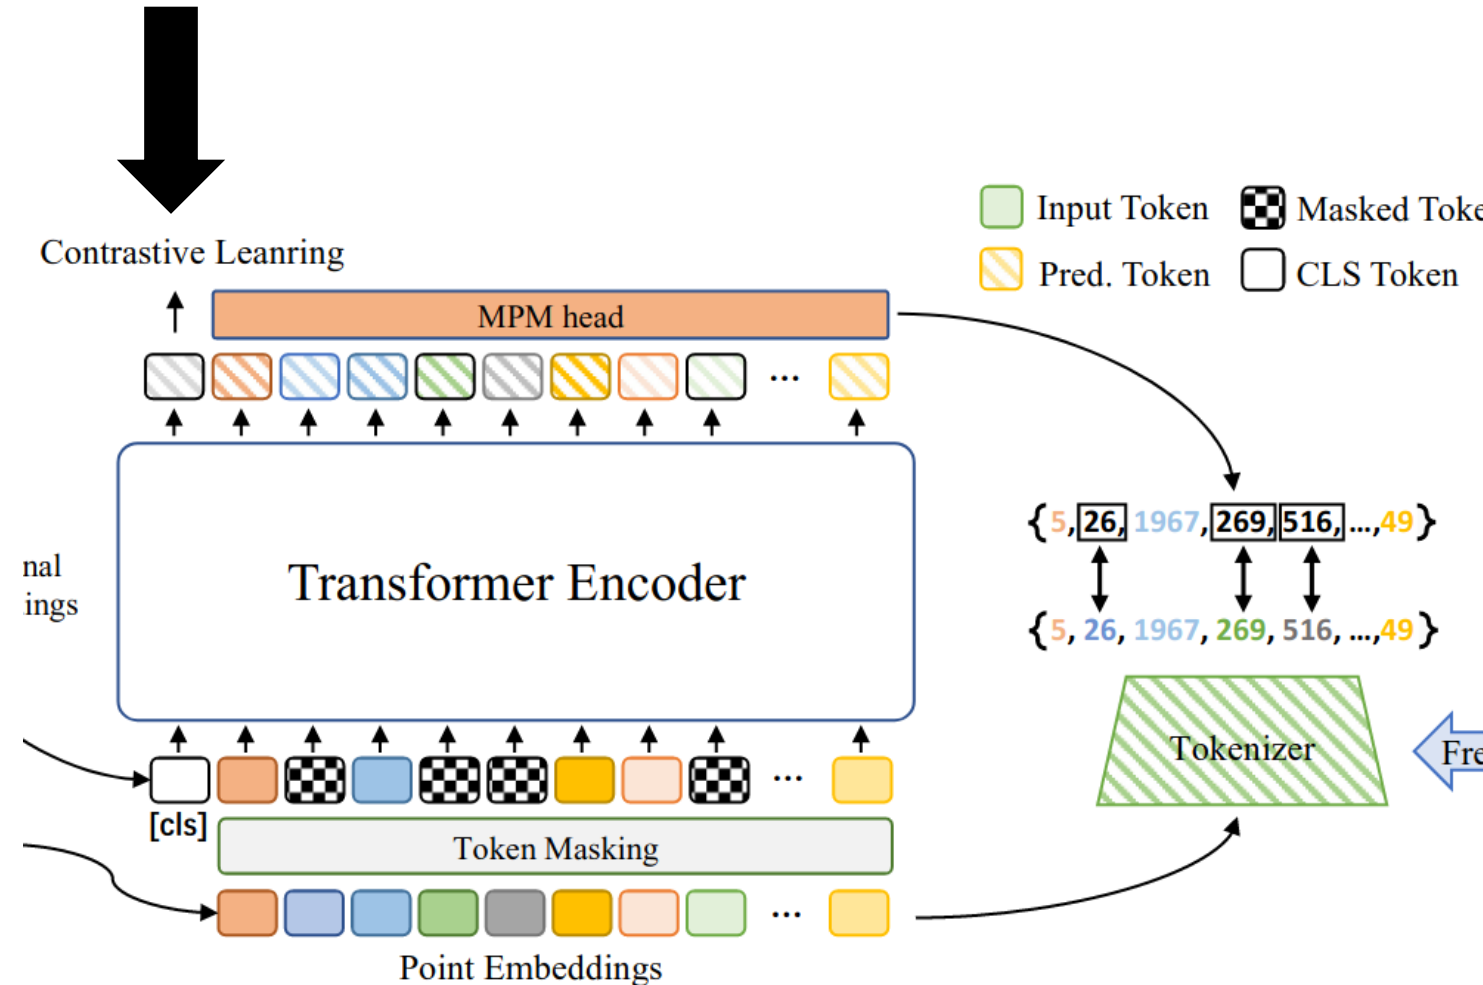 Contrastive Leanring
Input Token
Masked Toke
Pred. Token
CLS Token
MPM head
...
{5, 26, 1967, 269, 516, ...,49}
nal
ings
Transformer Encoder
{5, 26, 1967, 269, 516, ...,49}
Tokenizer
Fre
...
[cls]
Token Masking
...
Point Embeddings